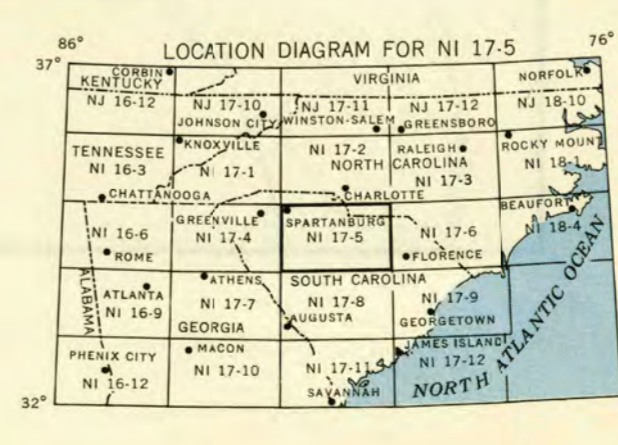 86° 76°
LOCATION DIAGRAM FOR NI 17-5
37°
CORBIN
KENTUCKY
VIRGINIA
NORFOLK
NJ 16-12 NJ 17-10 NJ 17-11 NJ 17-12 NJ 18-10
JOHNSON CITY WINSTON-SALEM GREENSBORO
KNOXVILLE ROCKY MOUNT
TENNESSEE NI 17-2 RALEIGH
NI 16-3 NI 17-1 NORTH CAROLINA NI 18-1
NI 17-3
CHATTANOOGA CHARLOTTE
BEAUFORT
GREENVILLE SPARTANBURG
NI 16-6 NI 17-4 NI 17-5 NI 17-6 NI 18-4
ROME FLORENCE
ALABAMA
ATHENS SOUTH CAROLINA
ATLANTA NI 17-7 NI 17-8 NI 17-9
NI 16-9 GEORGETOWN
GEORGIA AUGUSTA
PHENIX CITY MACON JAMES ISLAND
NI 16-12 NI 17-10 NI 17-11 NI 17-12
SAVANNAH
NORTH ATLANTIC OCEAN
32°